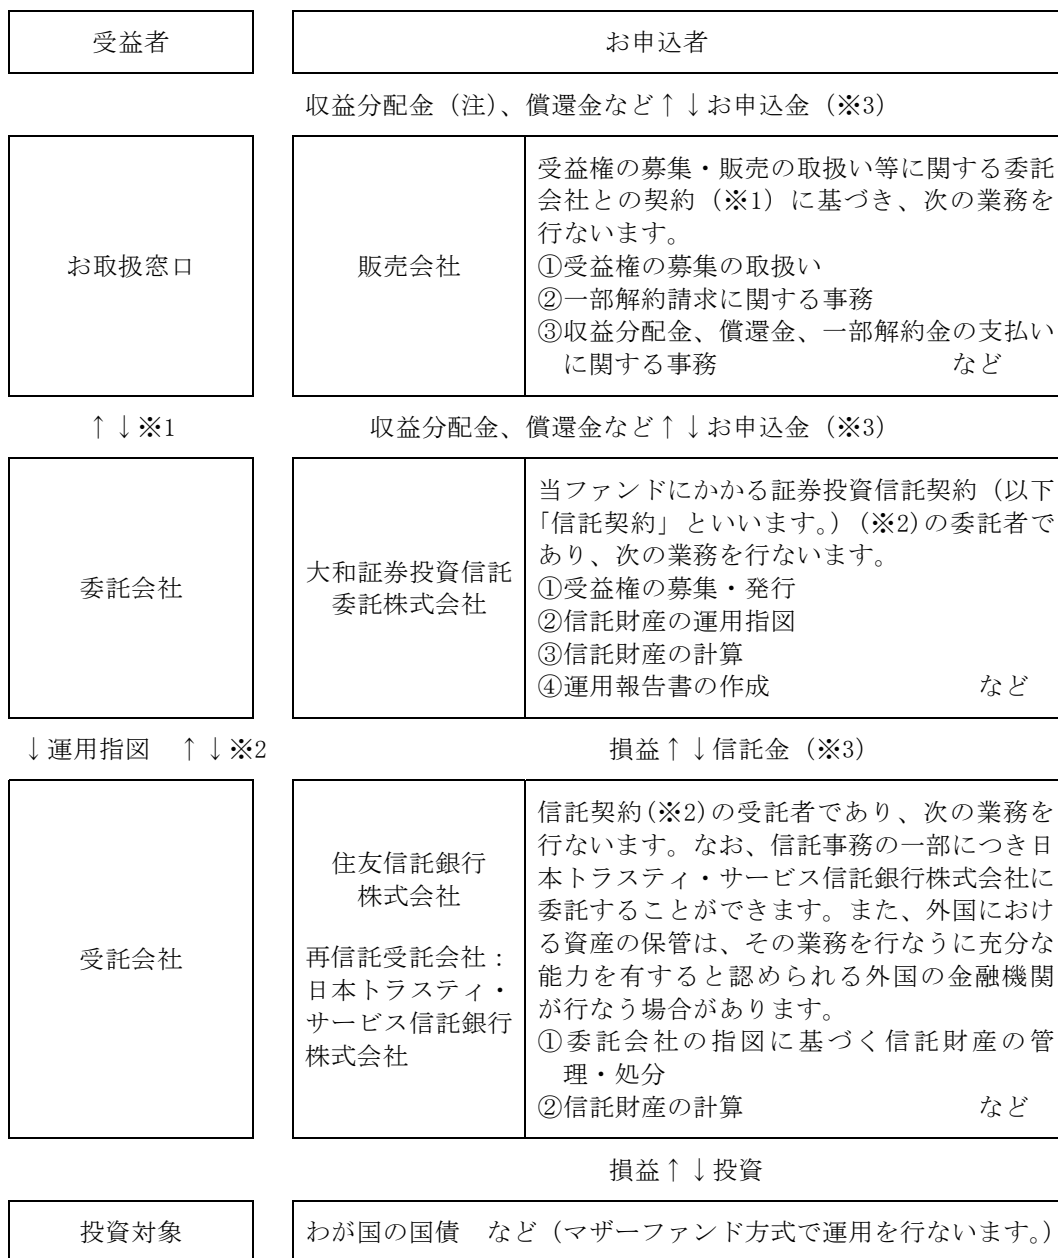 受益者
お申込者
収益分配金（注）、償還金など↑↓お申込金（※3）
お取扱窓口
販売会社
受益権の募集・販売の取扱い等に関する委託
会社との契約（※1）に基づき、次の業務を
行ないます。
①受益権の募集の取扱い
②一部解約請求に関する事務
③収益分配金、償還金、一部解約金の支払い
に関する事務　など
↑↓※1
収益分配金、償還金など↑↓お申込金（※3）
委託会社
大和証券投資信託
委託株式会社
当ファンドにかかる証券投資信託契約（以下
「信託契約」といいます。）(※2)の委託者で
あり、次の業務を行ないます。
①受益権の募集・発行
②信託財産の運用指図
③信託財産の計算
④運用報告書の作成　など
↓運用指図　↑↓※2
損益↑↓信託金（※3）
受託会社
住友信託銀行
株式会社
再信託受託会社：
日本トラスティ・
サービス信託銀行
株式会社
信託契約(※2)の受託者であり、次の業務を
行ないます。なお、信託事務の一部につき日
本トラスティ・サービス信託銀行株式会社に
委託することができます。また、外国におけ
る資産の保管は、その業務を行なうに充分な
能力を有すると認められる外国の金融機関
が行なう場合があります。
①委託会社の指図に基づく信託財産の管
理・処分
②信託財産の計算　など
損益↑↓投資
投資対象
わが国の国債　など（マザーファンド方式で運用を行ないます。）